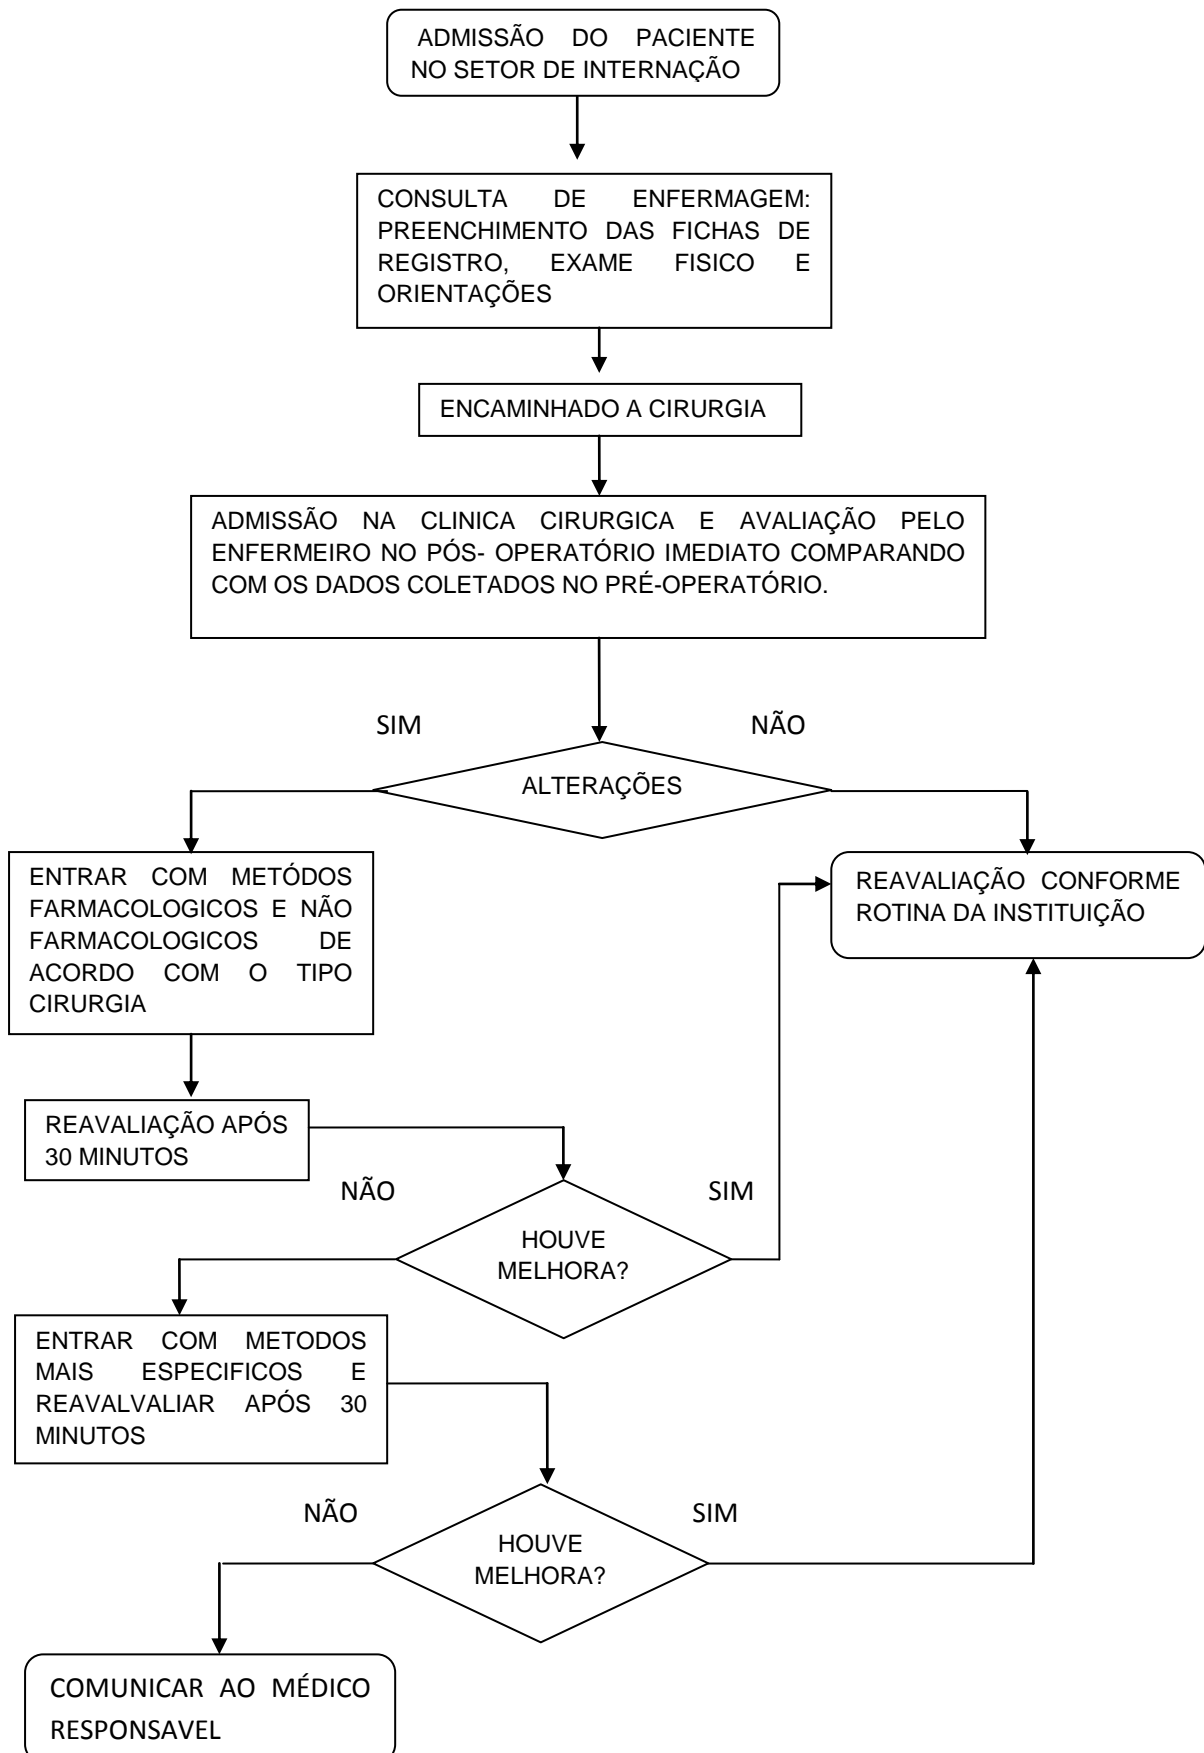 ADMISSÃO DO PACIENTE
NO SETOR DE INTERNAÇÃO
CONSULTA DE ENFERMAGEM:
PREENCHIMENTO DAS FICHAS DE
REGISTRO, EXAME FISICO E
ORIENTAÇÕES
ENCAMINHADO A CIRURGIA
ADMISSÃO NA CLINICA CIRURGICA E AVALIAÇÃO PELO
ENFERMEIRO NO PÓS- OPERATÓRIO IMEDIATO COMPARANDO
COM OS DADOS COLETADOS NO PRÉ-OPERATÓRIO.
SIM
NÃO
ALTERAÇÕES
ENTRAR COM METÓDOS
FARMACOLOGICOS E NÃO
FARMACOLOGICOS DE
ACORDO COM O TIPO
CIRURGIA
REAVALIAÇÃO CONFORME
ROTINA DA INSTITUIÇÃO
REAVALIAÇÃO APÓS
30 MINUTOS
NÃO
SIM
HOUVE
MELHORA?
ENTRAR COM METODOS
MAIS ESPECIFICOS E
REAVALVALIAR APÓS 30
MINUTOS
NÃO
SIM
HOUVE
MELHORA?
COMUNICAR AO MÉDICO
RESPONSAVEL